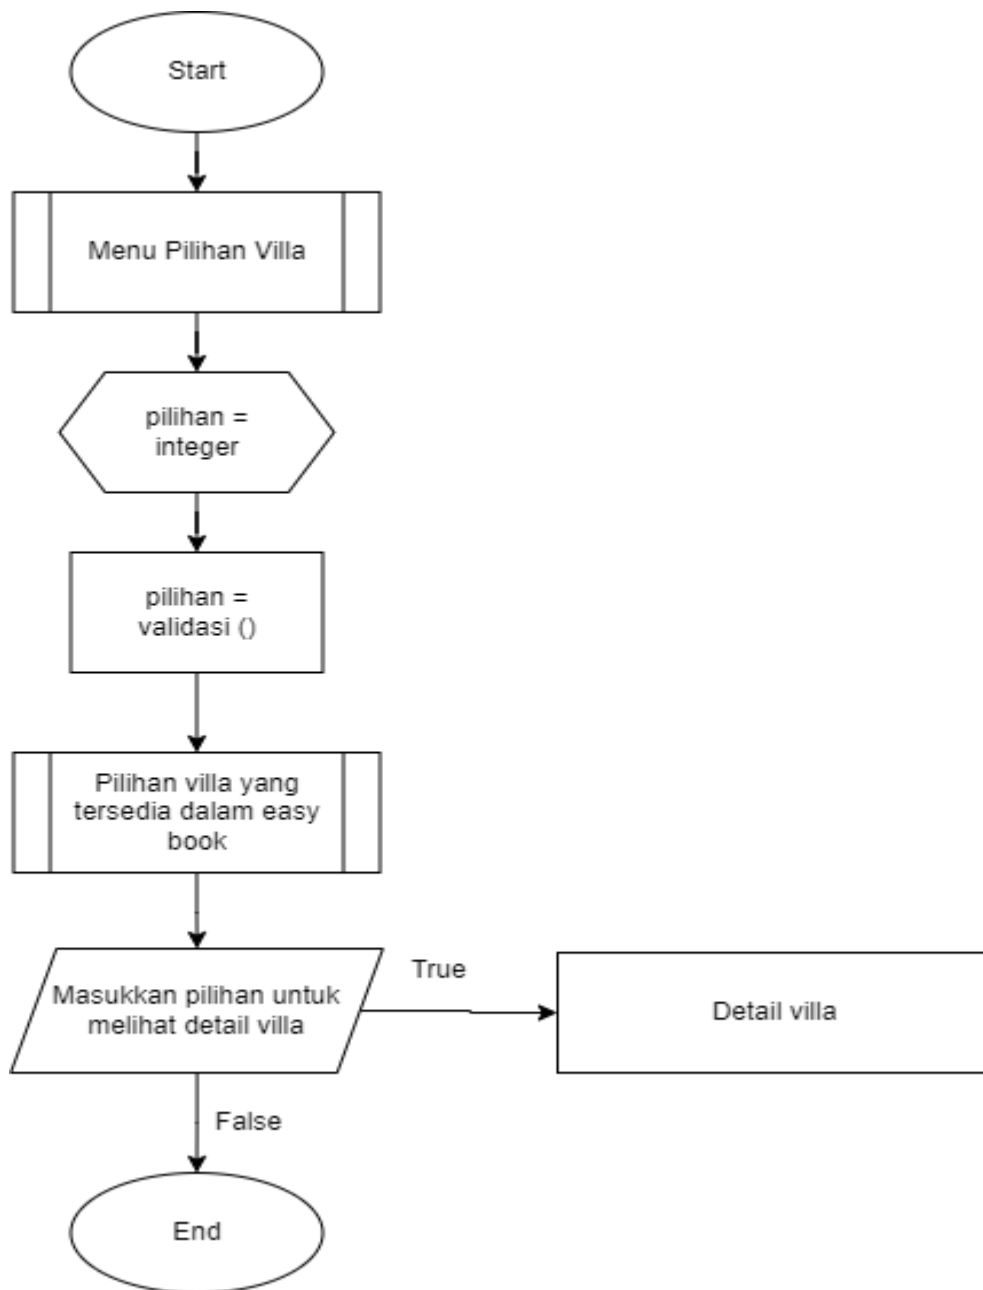 Start
Menu Pilihan Villa
pilihan =
integer
pilihan =
validasi ()
Pilihan villa yang
tersedia dalam easy
book
Masukkan pilihan untuk
melihat detail villa
True
Detail villa
False
End